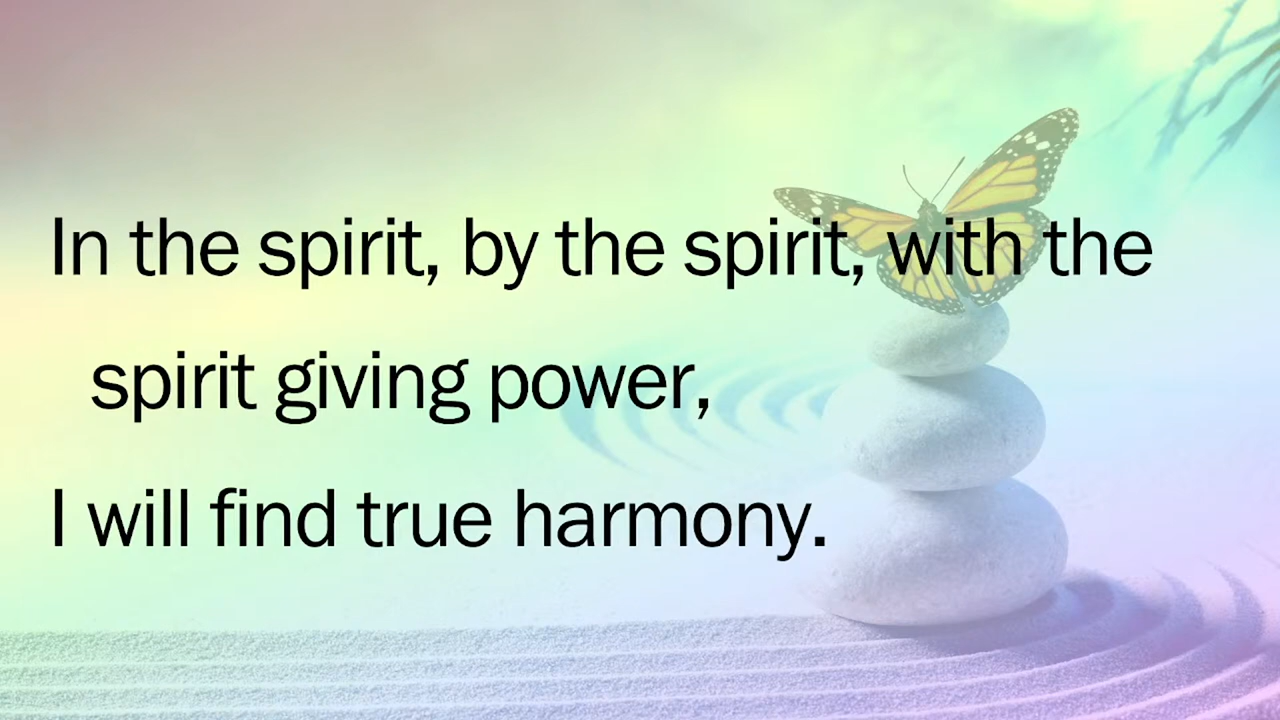 In the spirit, by the spirit, with the
spirit giving power,
I will find true harmony.